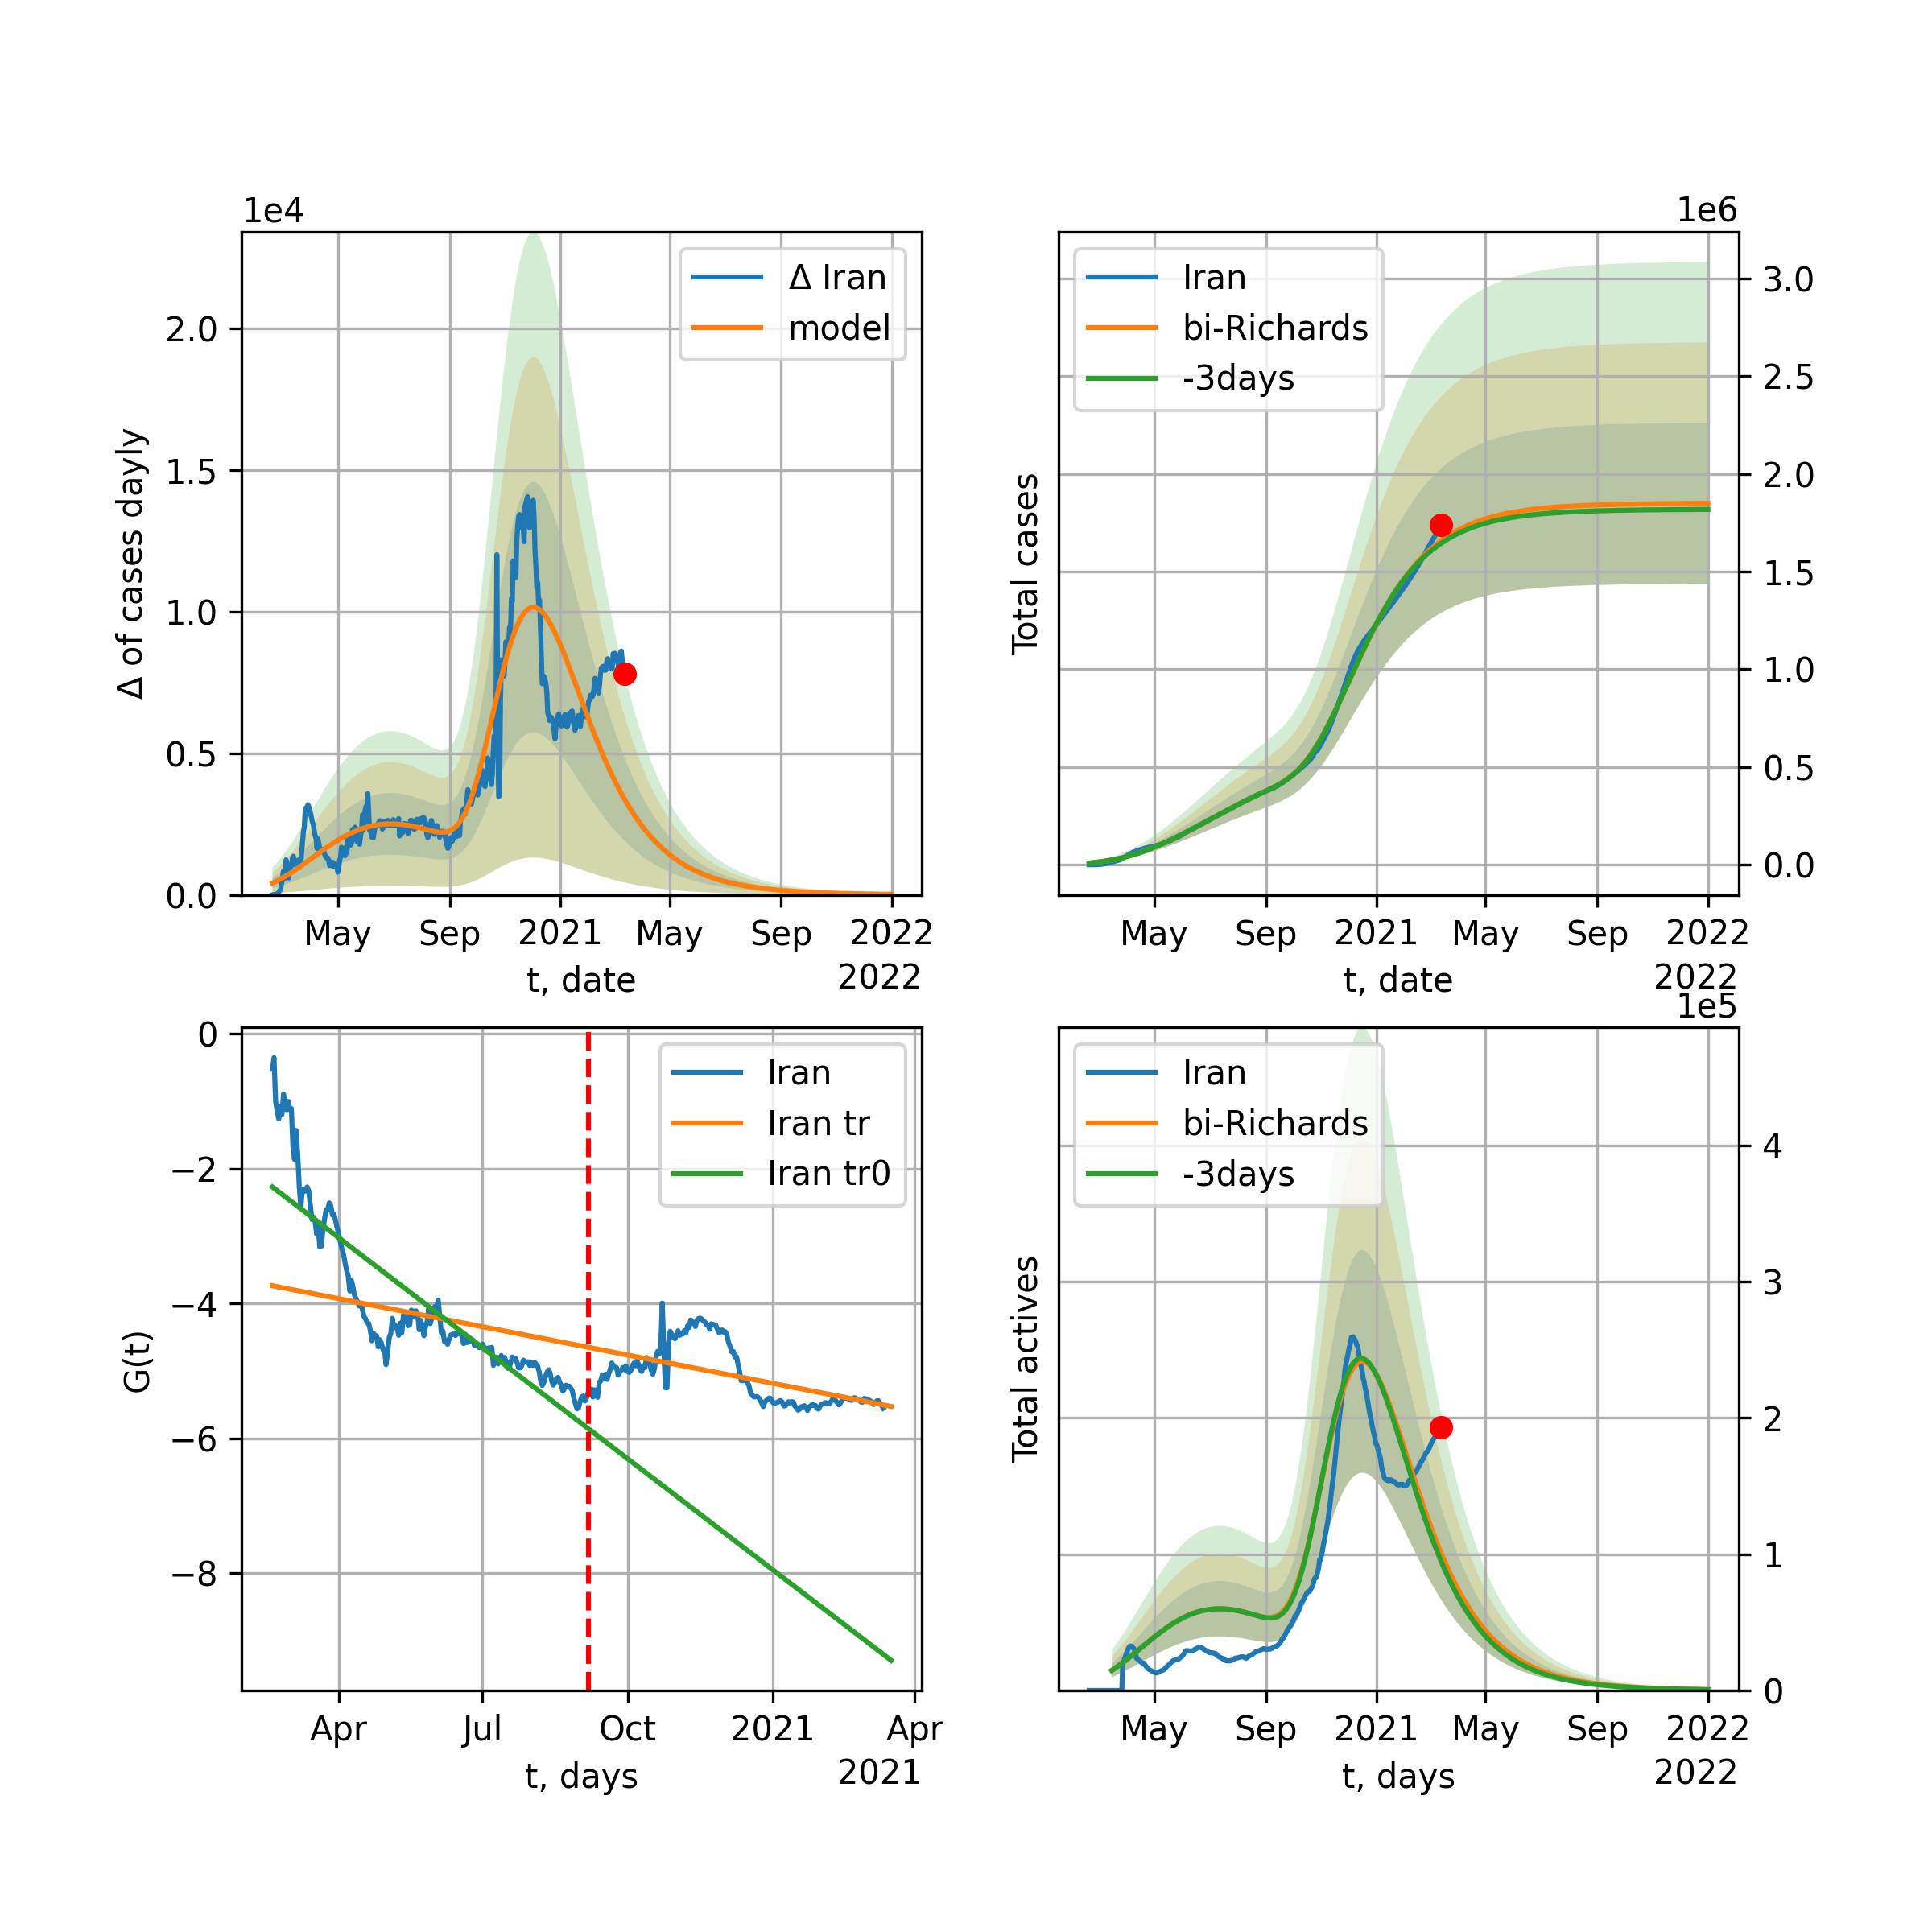 1e4
Δ of cases dayly
2.0
1.5
1.0
0.5
0.0
Δ Iran
model
May Sep 2021 May Sep 2022
t, date
2022
1e6
Total cases
Iran
bi-Richards
-3days
3.0
2.5
2.0
1.5
1.0
0.5
0.0
May Sep 2021 May Sep 2022
t, date
2022
G(t)
0
−2
−4
−6
−8
Iran
Iran tr
Iran tr0
Apr Jul Oct 2021 Apr
t, days
2021
1e5
Total actives
Iran
bi-Richards
-3days
4
3
2
1
0
May Sep 2021 May Sep 2022
t, days
2022